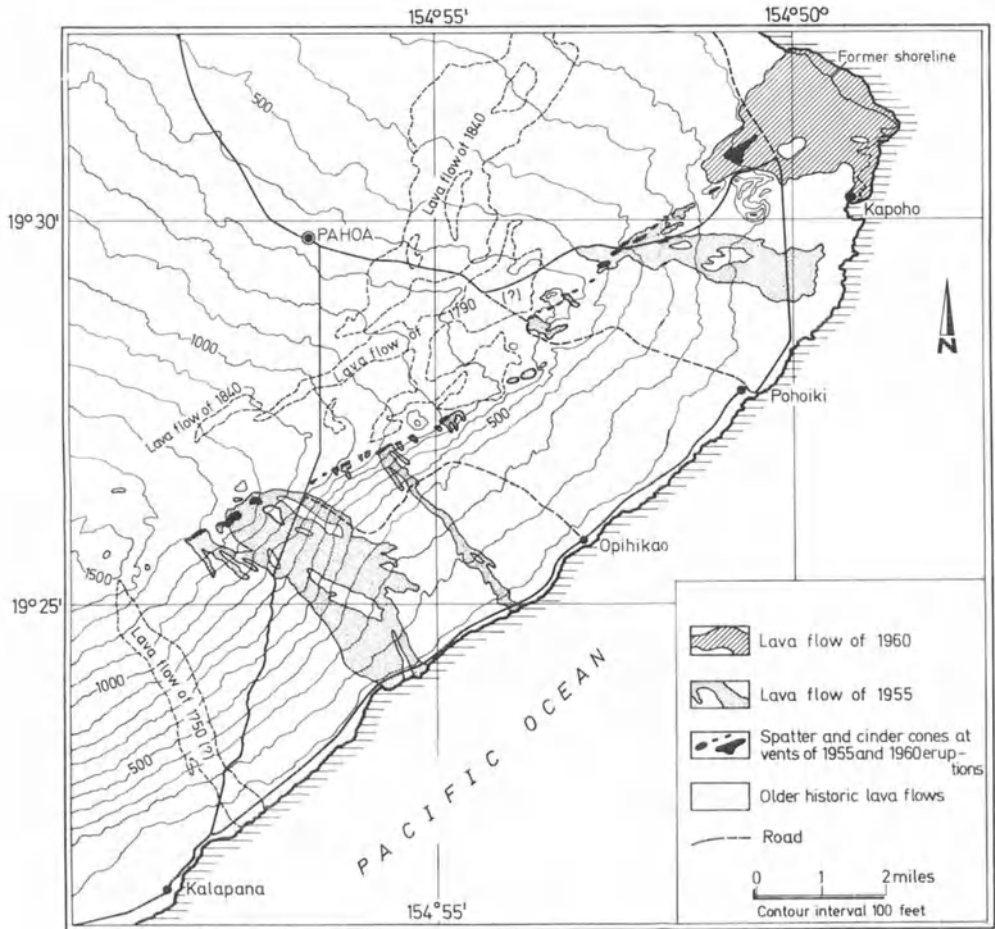 154°55'
154°50'
Former shoreline
500
Lava flow of 1840
19°30'
PAHOA
Kapoho
Lava flow of 1790 (?)
N
1000
Lava flow of 1840
500
Pohoiki
Opihikao
1500
19°25'
Lava flow of 1750 (?)
1000
500
PACIFIC OCEAN
Kalapana
154°55'
Lava flow of 1960
Lava flow of 1955
Spatter and cinder cones at
vents of 1955 and 1960 erup-
tions
Older historic lava flows
Road
0 1 2 miles
Contour interval 100 feet